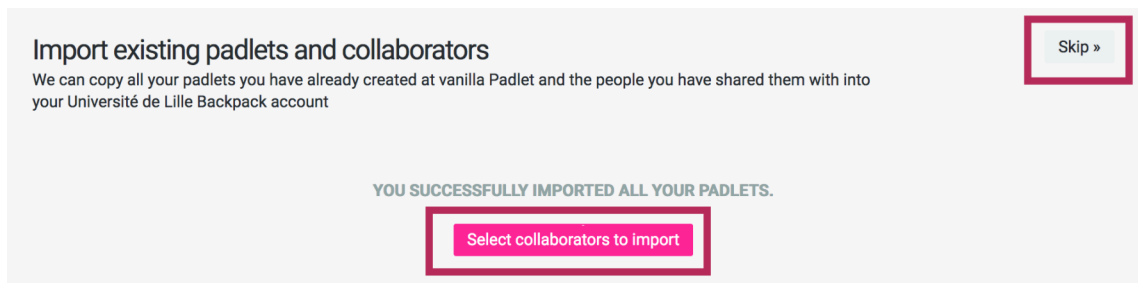 Import existing padlets and collaborators
Skip »
We can copy all your padlets you have already created at vanilla Padlet and the people you have shared them with into
your Université de Lille Backpack account
YOU SUCCESSFULLY IMPORTED ALL YOUR PADLETS.
Select collaborators to import